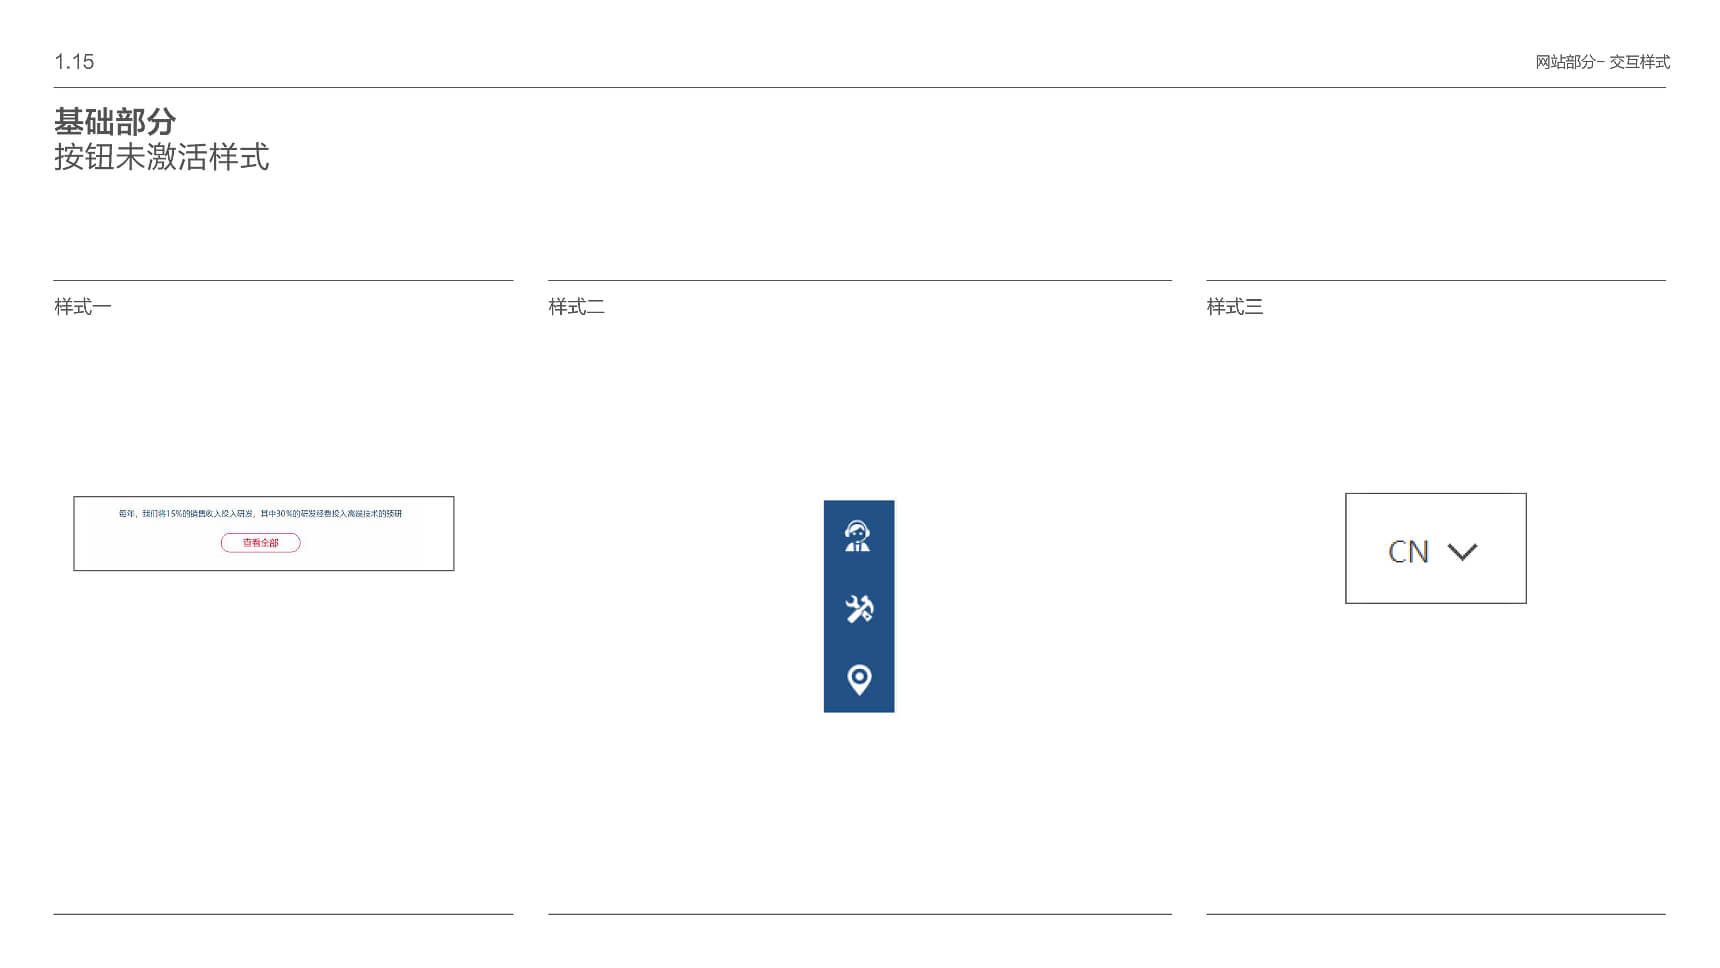 1.15
网站部分- 交互样式
基础部分
按钮未激活样式
样式一
样式二
样式三
每年，我们将15%的销售收入投入研发，其中30%的研发经费投入高端技术的预研
查看全部
CN